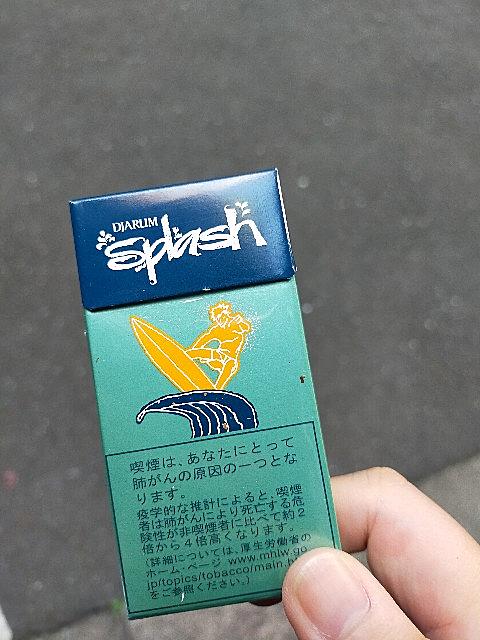 DJARUM
splash
喫煙は、あなたにとって
肺がんの原因の一つとな
ります。
疫学的な推計によると、喫煙
者は肺がんにより死亡する危
険性が非喫煙者に比べて約2
倍から4倍高くなります。
(詳細については、厚生労働省の
ホーム・ページ www.mhlw.go.
jp/topics/tobacco/main.h
をご参照ください。)